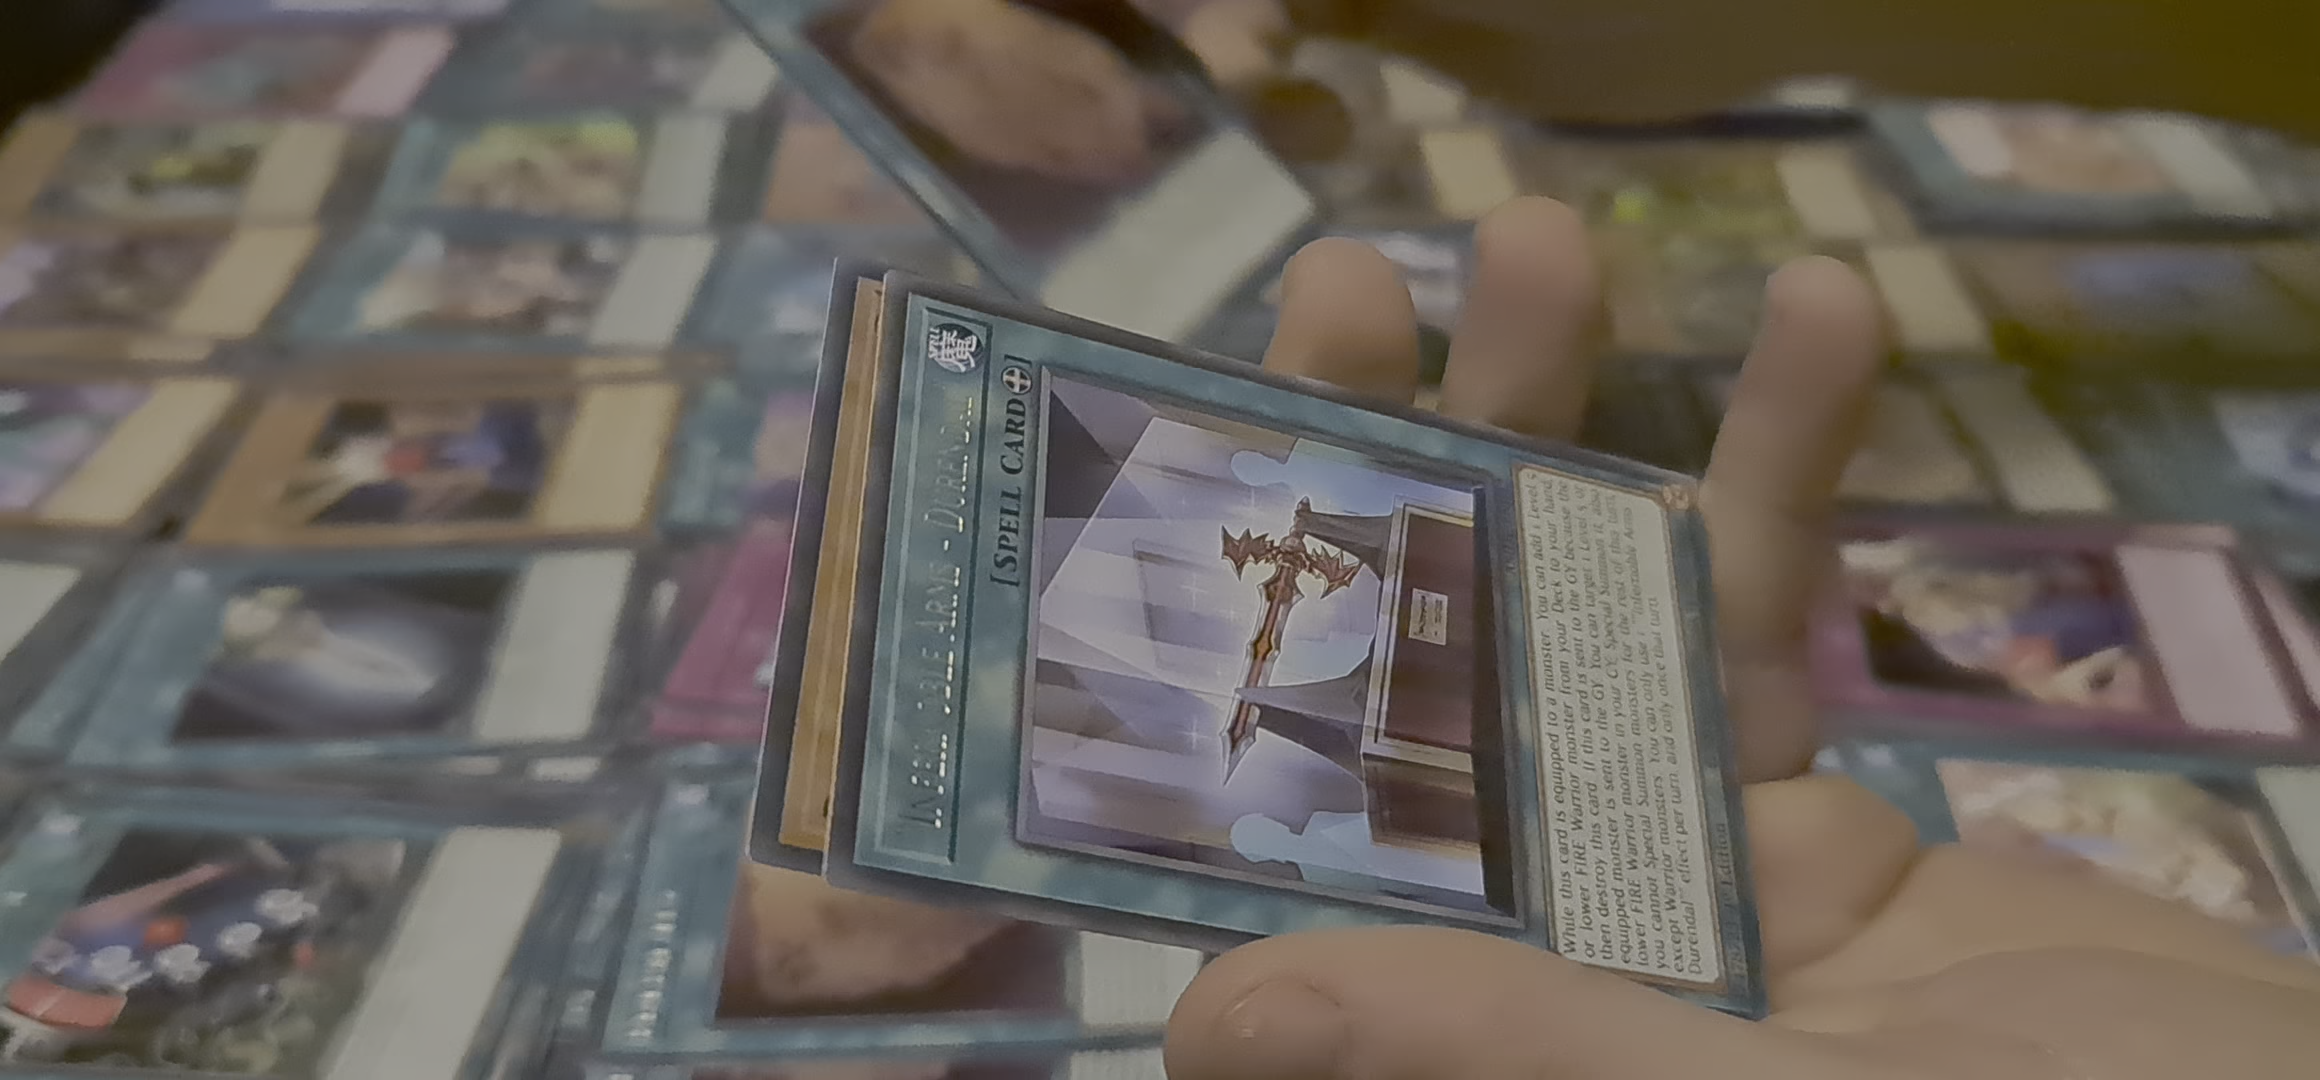 "INFERNOBLE ARMS - DURENDAL"
[SPELL CARD]
While this card is equipped to a monster: You can add 1 Level 5
or lower FIRE Warrior monster from your Deck to your hand,
then destroy this card. If this card is sent to the GY because the
equipped monster is sent to the GY: You can target 1 Level 5 or
lower FIRE Warrior monster in your GY; Special Summon it, also
you cannot Special Summon monsters for the rest of this turn,
except Warrior monsters. You can only use 1 "Infernoble Arms -
Durendal" effect per turn, and only once that turn.
Edition